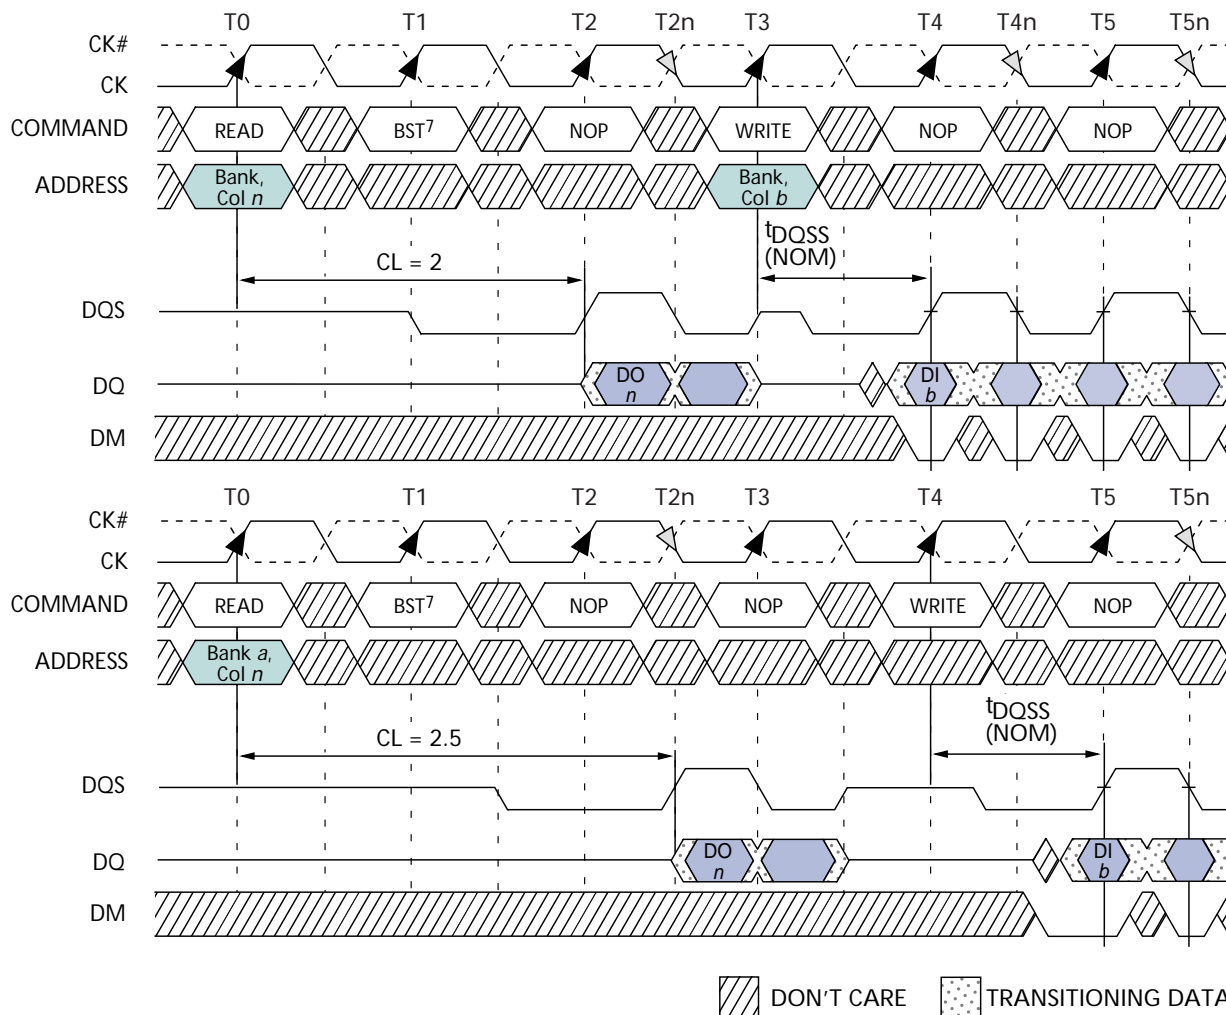 T0 T1 T2 T2n T3 T4 T4n T5 T5n
CK#
CK
COMMAND READ BST7 NOP WRITE NOP NOP
ADDRESS Bank, Col n Bank, Col b
tDQSS (NOM)
CL = 2
DQS
DQ DO n DI b
DM
T0 T1 T2 T2n T3 T4 T5 T5n
CK#
CK
COMMAND READ BST7 NOP NOP WRITE NOP
ADDRESS Bank a, Col n
tDQSS (NOM)
CL = 2.5
DQS
DQ DO n DI b
DM
DON'T CARE TRANSITIONING DATA